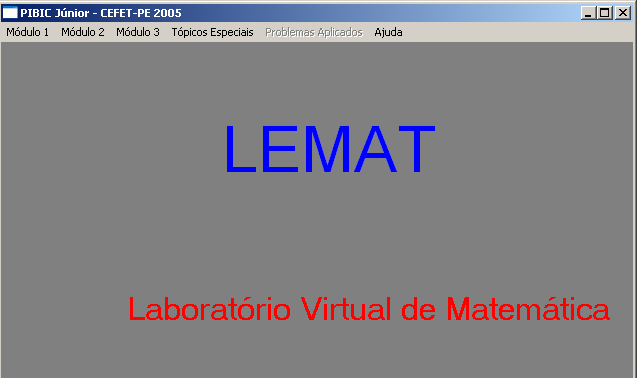 PIBIC Júnior - CEFET-PE 2005
Módulo 1 Módulo 2 Módulo 3 Tópicos Especiais Problemas Aplicados Ajuda
LEMAT
Laboratório Virtual de Matemática